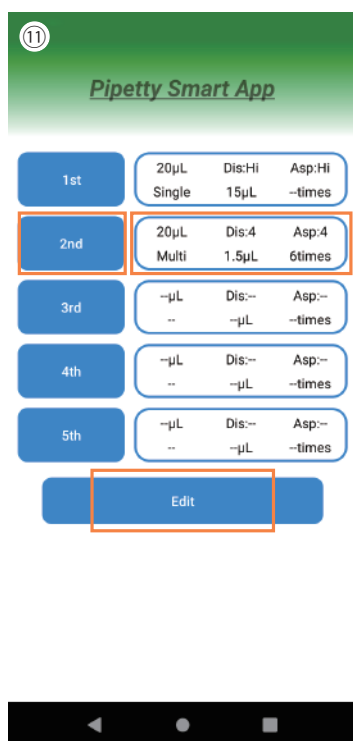 ⑪
Pipetty Smart App
1st
20µL Dis:Hi Asp:Hi
Single 15µL --times
2nd
20µL Dis:4 Asp:4
Multi 1.5µL 6times
3rd
--µL Dis:-- Asp:--
-- --µL --times
4th
--µL Dis:-- Asp:--
-- --µL --times
5th
--µL Dis:-- Asp:--
-- --µL --times
Edit